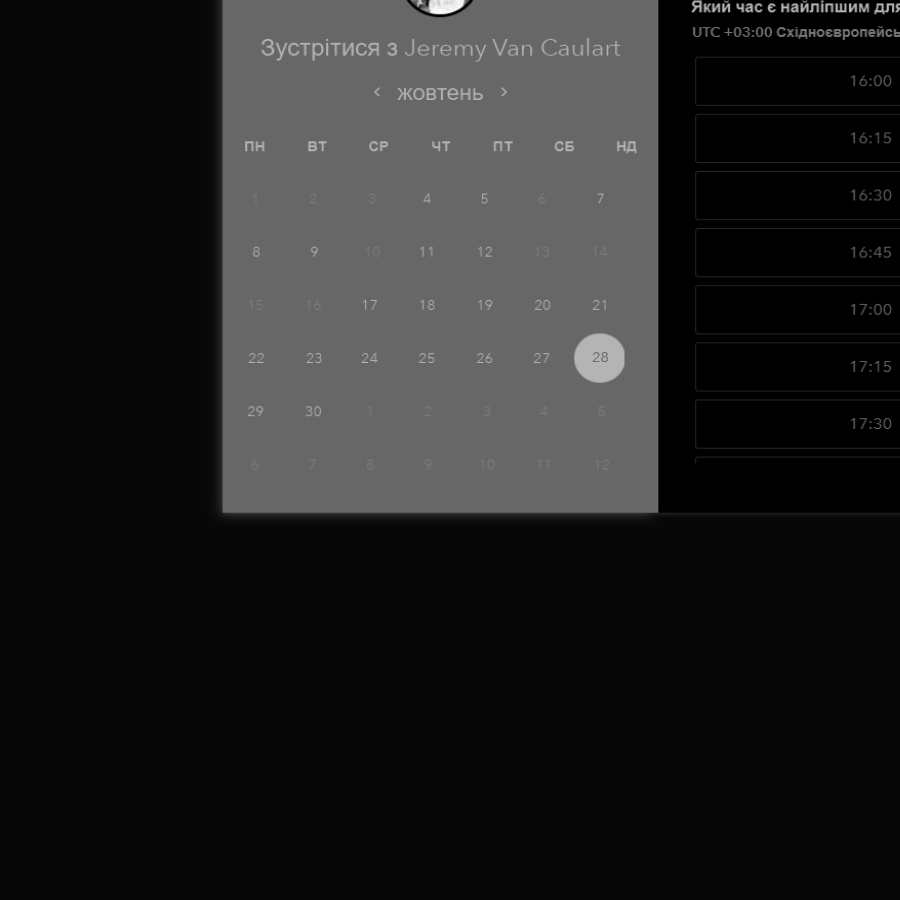 Зустрітися з Jeremy Van Caulart
‹ жовтень ›
ПН ВТ СР ЧТ ПТ СБ НД
1 2 3 4 5 6 7
8 9 10 11 12 13 14
15 16 17 18 19 20 21
22 23 24 25 26 27 28
29 30 1 2 3 4 5
6 7 8 9 10 11 12
Який час є найліпшим для
UTC +03:00 Східноєвропейсь
16:00
16:15
16:30
16:45
17:00
17:15
17:30